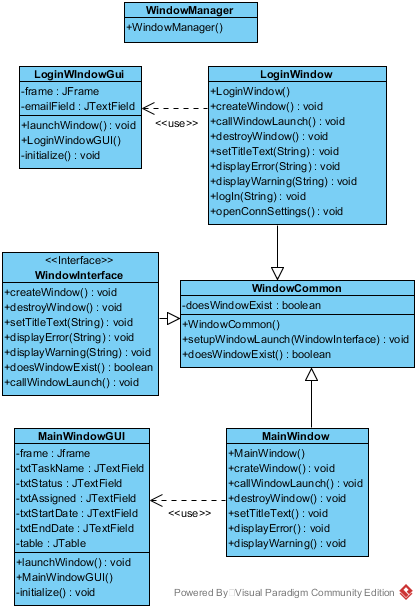 WindowManager
+WindowManager()
LoginWIndowGui
-frame : JFrame
-emailField : JTextField
+launchWindow() : void
+LoginWindowGUI()
-initialize() : void
<<use>>
LoginWindow
+LoginWindow()
+createWindow() : void
+callWindowLaunch() : void
+destroyWindow() : void
+setTitleText(String) : void
+displayError(String) : void
+displayWarning(String) : void
+logIn(String) : void
+openConnSettings() : void
<<Interface>>
WindowInterface
+createWindow() : void
+destroyWindow() : void
+setTitleText(String) : void
+displayError(String) : void
+displayWarning(String) : void
+doesWindowExist() : boolean
+callWindowLaunch() : void
WindowCommon
-doesWindowExist : boolean
+WindowCommon()
+setupWindowLaunch(WindowInterface) : void
+doesWindowExist() : boolean
MainWindowGUI
-frame : Jframe
-txtTaskName : JTextField
-txtStatus : JTextField
-txtAssigned : JTextField
-txtStartDate : JTextField
-txtEndDate : JTextField
-table : JTable
+launchWindow() : void
+MainWindowGUI()
-initialize() : void
<<use>>
MainWindow
+MainWindow()
+crateWindow() : void
+callWindowLaunch() : void
+destroyWindow() : void
+setTitleText() : void
+displayError() : void
+displayWarning() : void
Powered By Visual Paradigm Community Edition